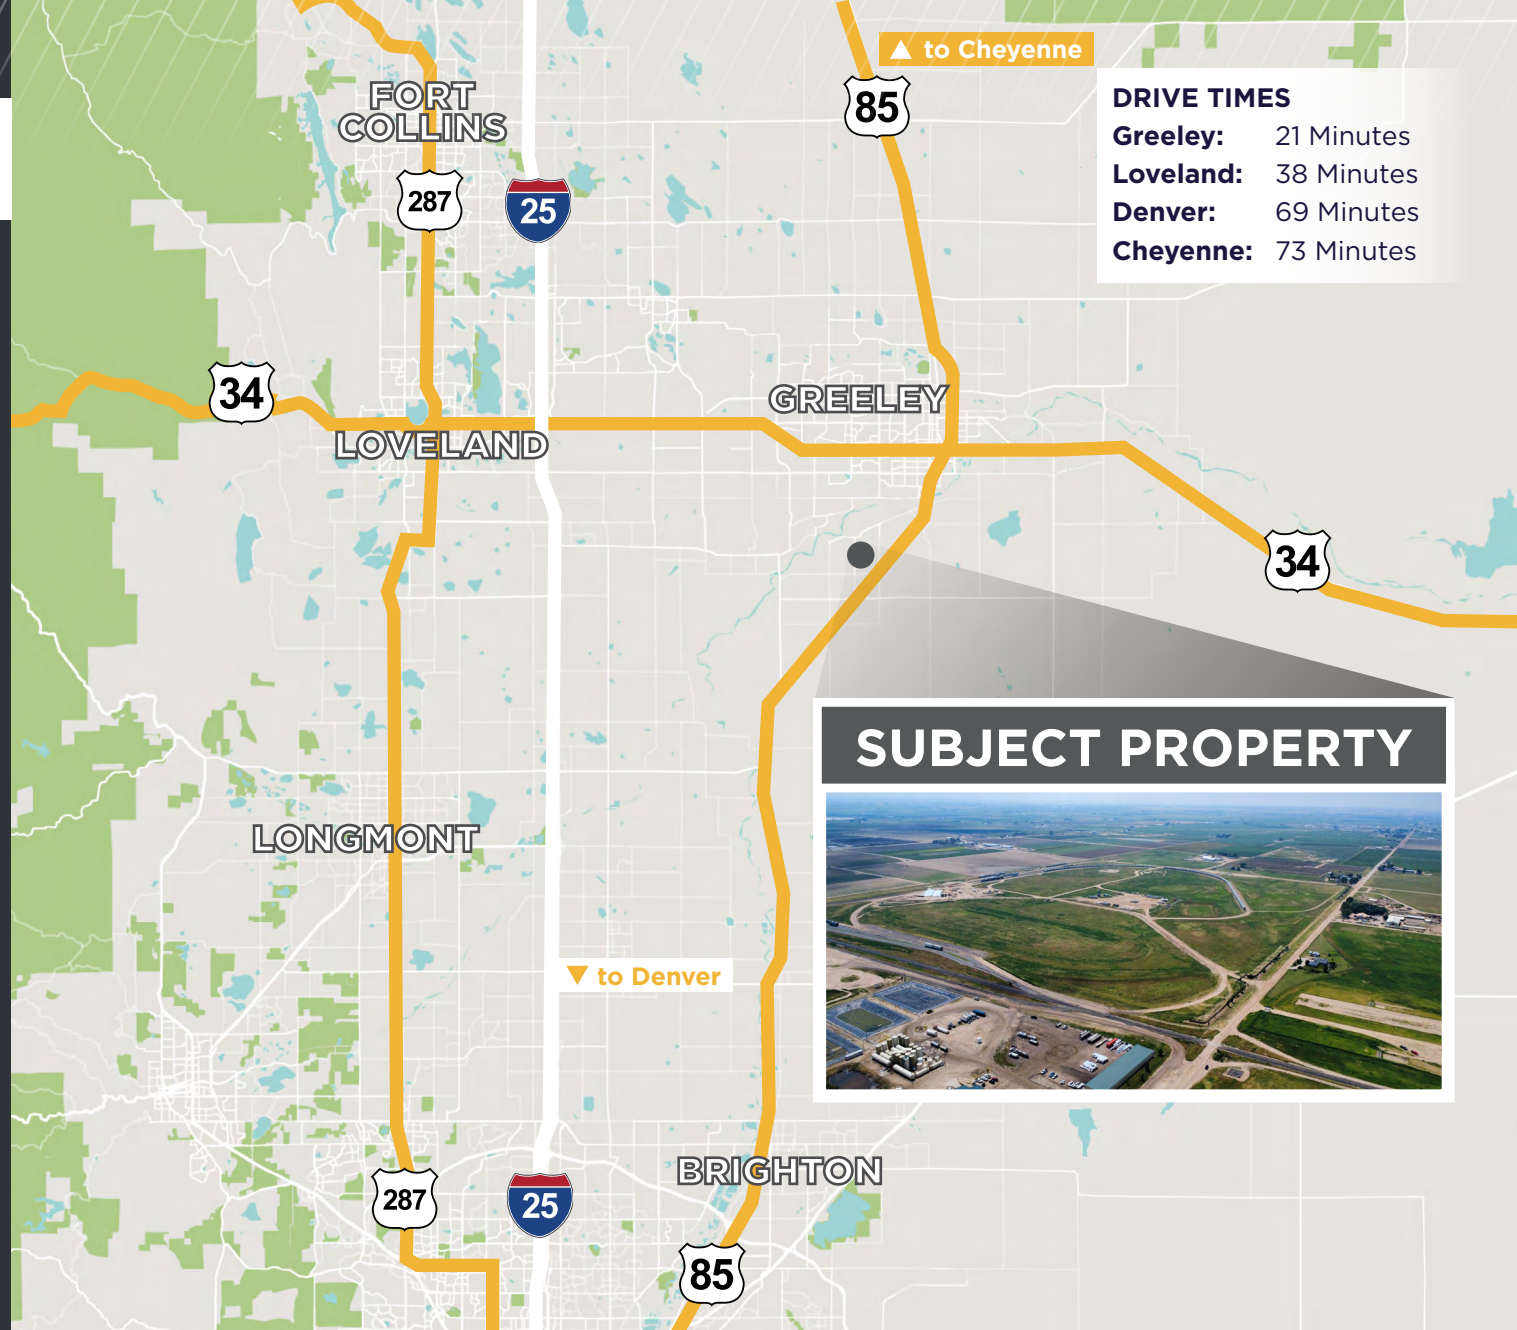 to Cheyenne
85
DRIVE TIMES
Greeley: 21 Minutes
Loveland: 38 Minutes
Denver: 69 Minutes
Cheyenne: 73 Minutes
FORT
COLLINS
287
25
34
GREELEY
LOVELAND
34
SUBJECT PROPERTY
LONGMONT
to Denver
BRIGHTON
287
25
85